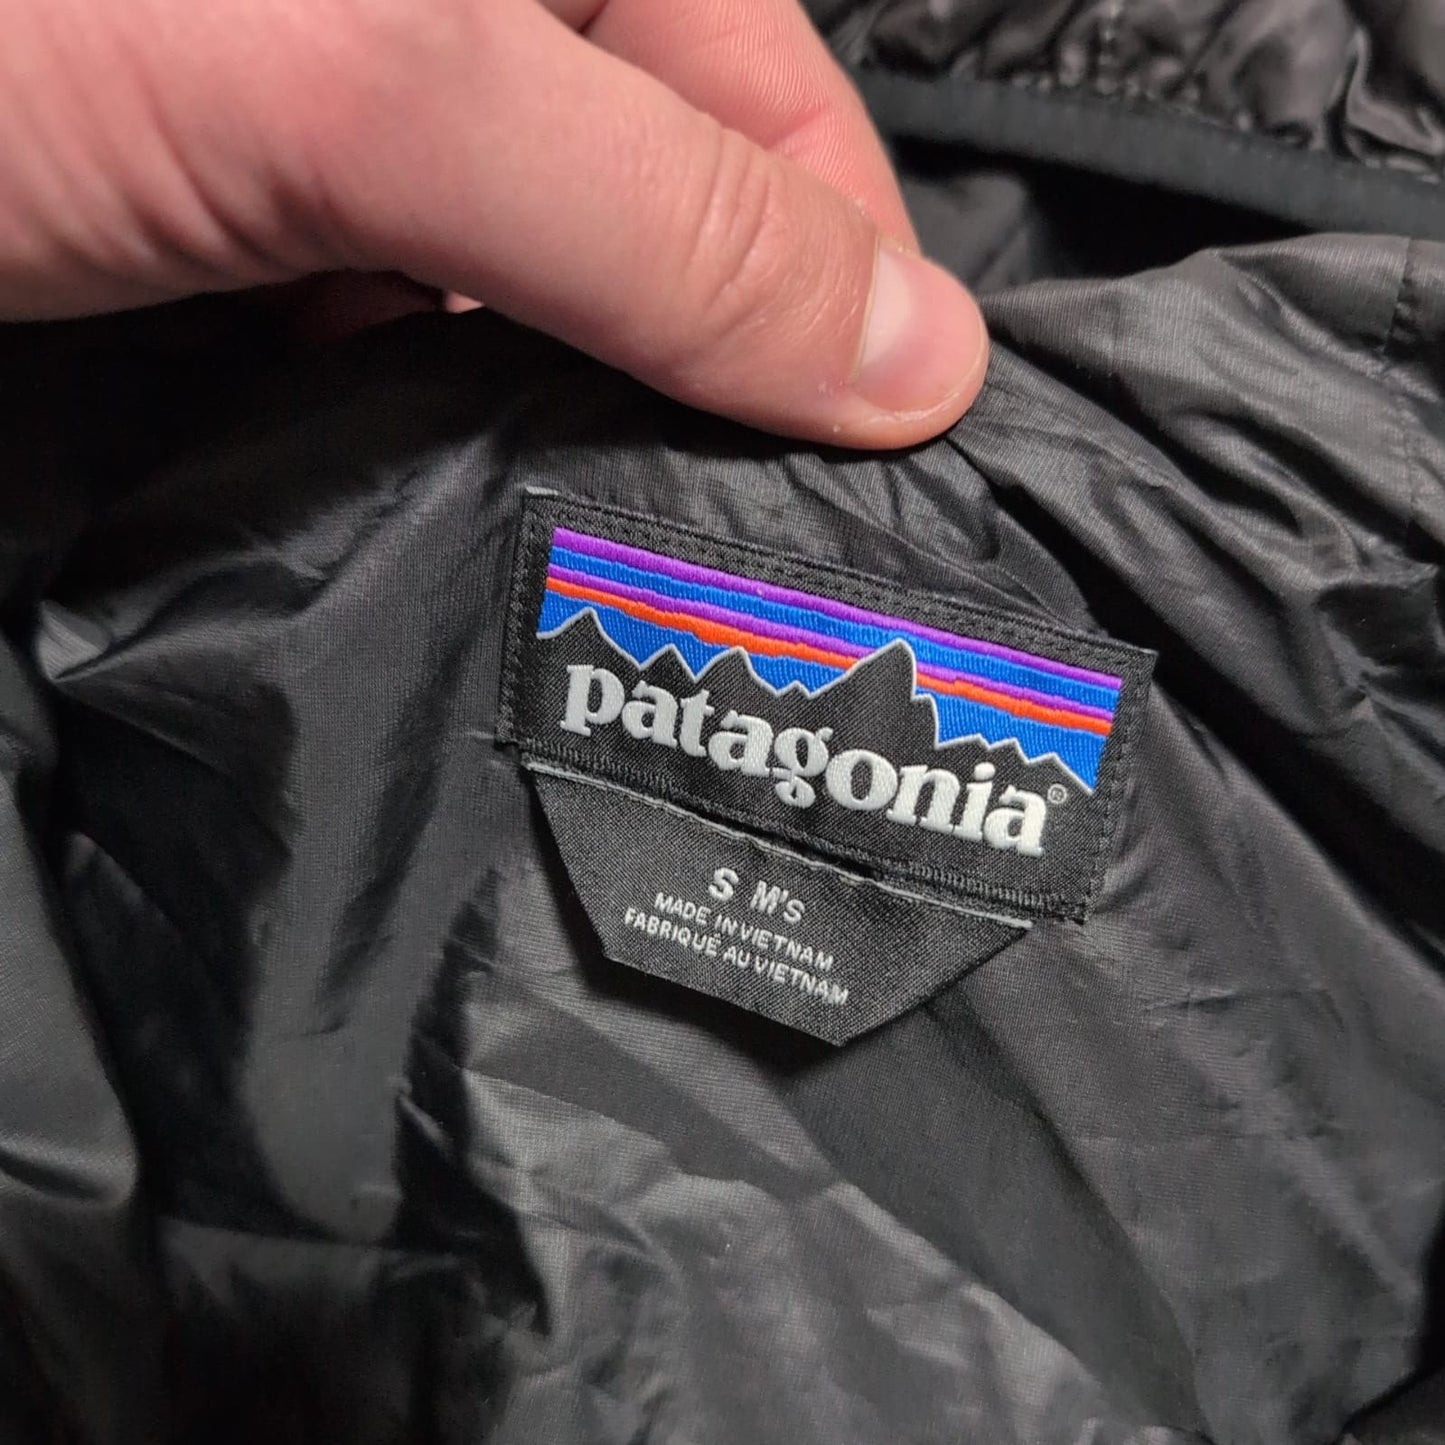 patagonia®
S M'S
MADE IN VIETNAM
FABRIQUÉ AU VIETNAM